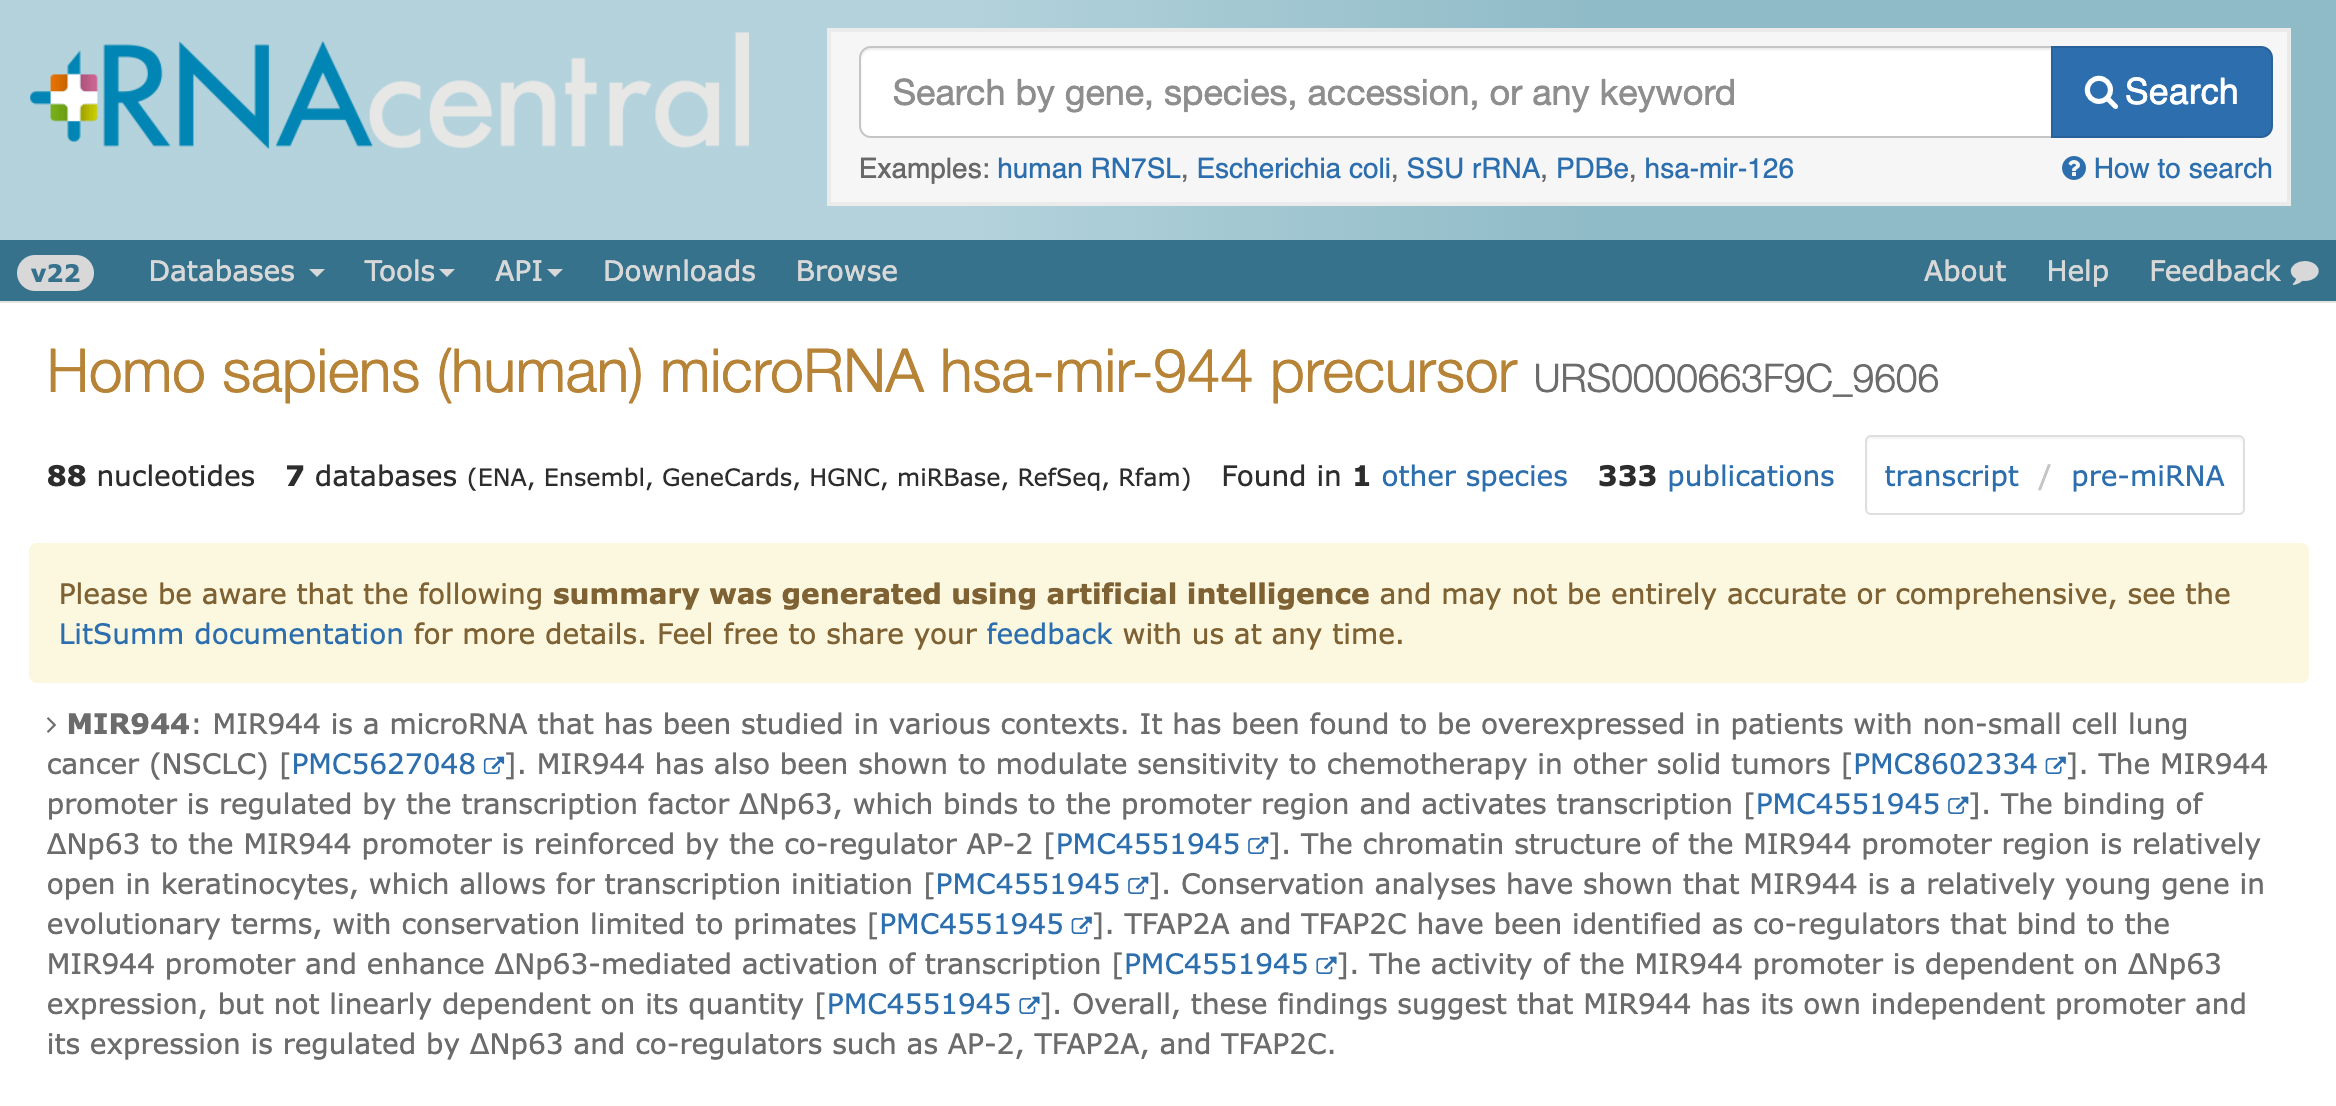 RNAcentral
Search by gene, species, accession, or any keyword
Search
Examples: human RN7SL, Escherichia coli, SSU rRNA, PDBe, hsa-mir-126
How to search
v22 Databases Tools API Downloads Browse About Help Feedback
Homo sapiens (human) microRNA hsa-mir-944 precursor URS0000663F9C_9606
88 nucleotides 7 databases (ENA, Ensembl, GeneCards, HGNC, miRBase, RefSeq, Rfam) Found in 1 other species 333 publications transcript / pre-miRNA
Please be aware that the following summary was generated using artificial intelligence and may not be entirely accurate or comprehensive, see the
LitSumm documentation for more details. Feel free to share your feedback with us at any time.
› MIR944: MIR944 is a microRNA that has been studied in various contexts. It has been found to be overexpressed in patients with non-small cell lung
cancer (NSCLC) [PMC5627048]. MIR944 has also been shown to modulate sensitivity to chemotherapy in other solid tumors [PMC8602334]. The MIR944
promoter is regulated by the transcription factor ΔNp63, which binds to the promoter region and activates transcription [PMC4551945]. The binding of
ΔNp63 to the MIR944 promoter is reinforced by the co-regulator AP-2 [PMC4551945]. The chromatin structure of the MIR944 promoter region is relatively
open in keratinocytes, which allows for transcription initiation [PMC4551945]. Conservation analyses have shown that MIR944 is a relatively young gene in
evolutionary terms, with conservation limited to primates [PMC4551945]. TFAP2A and TFAP2C have been identified as co-regulators that bind to the
MIR944 promoter and enhance ΔNp63-mediated activation of transcription [PMC4551945]. The activity of the MIR944 promoter is dependent on ΔNp63
expression, but not linearly dependent on its quantity [PMC4551945]. Overall, these findings suggest that MIR944 has its own independent promoter and
its expression is regulated by ΔNp63 and co-regulators such as AP-2, TFAP2A, and TFAP2C.